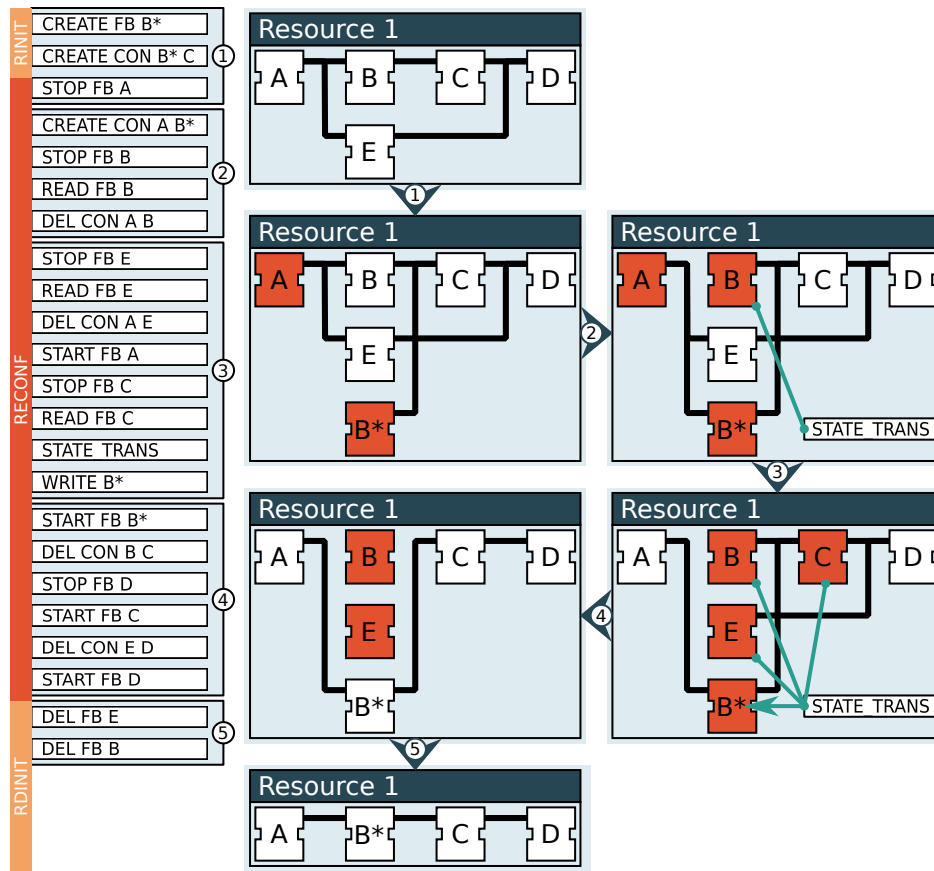 RINIT
CREATE FB B*
CREATE CON B* C
STOP FB A
1
RECONF
CREATE CON A B*
STOP FB B
READ FB B
DEL CON A B
2
STOP FB E
READ FB E
DEL CON A E
START FB A
STOP FB C
READ FB C
STATE_TRANS
WRITE B*
3
START FB B*
DEL CON B C
STOP FB D
START FB C
DEL CON E D
START FB D
4
RDINIT
DEL FB E
DEL FB B
5
Resource 1
A B C D
E
1
Resource 1
A B C D
E
B*
2
Resource 1
A B C D
E
B*
STATE_TRANS
3
Resource 1
A B C D
E
B*
4
Resource 1
A B C D
E
B*
STATE_TRANS
5
Resource 1
A B* C D